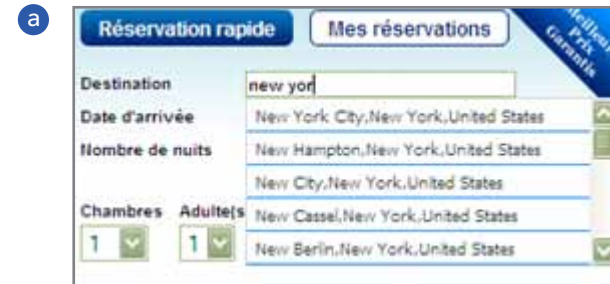 a
Réservation rapide Mes réservations
Meilleur Prix Garantis
Destination new yor
Date d'arrivée New York City,New York,United States
Nombre de nuits New Hampton,New York,United States
New City,New York,United States
Chambres Adulte(s New Cassel,New York,United States
1 1 New Berlin,New York,United States